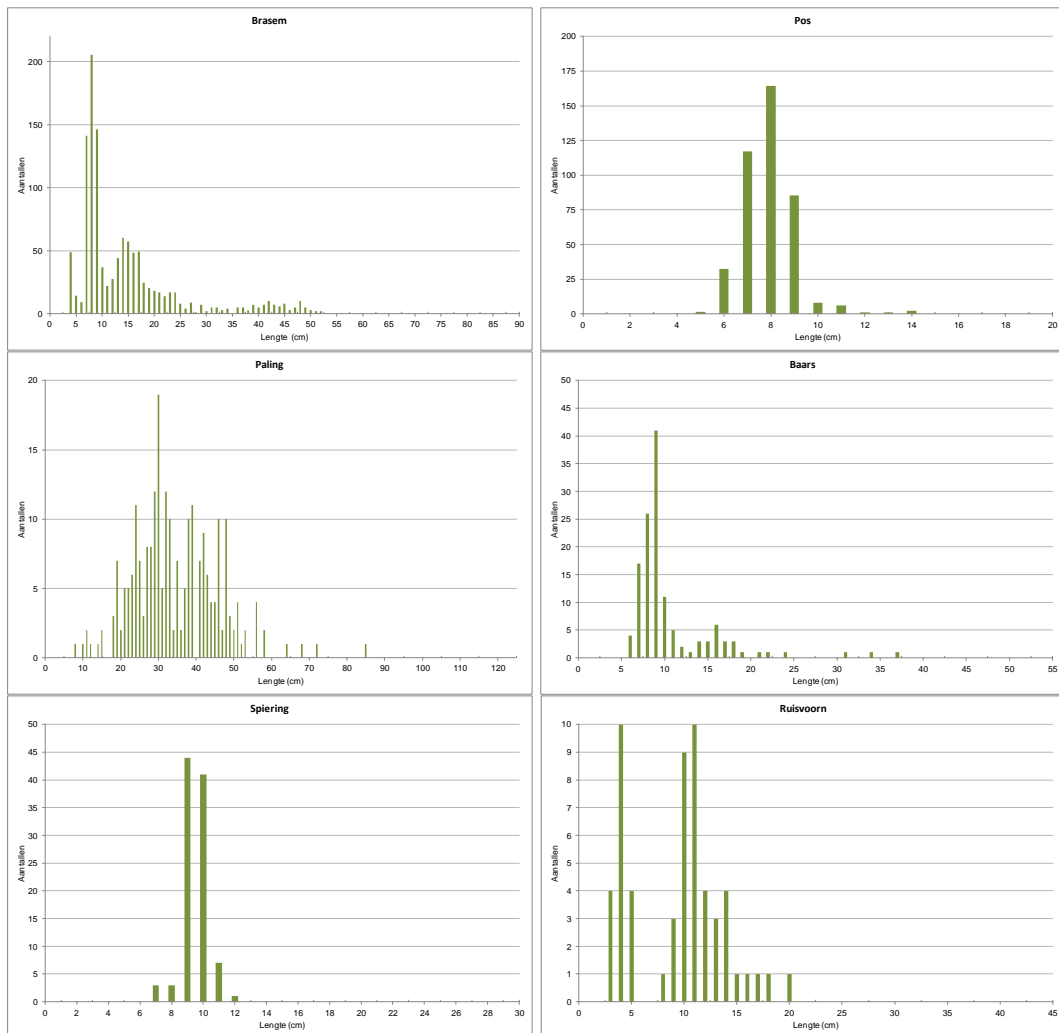 Brasem
200
150
100
50
0
Aantallen
0 5 10 15 20 25 30 35 40 45 50 55 60 65 70 75 80 85 90
Lengte (cm)
Pos
200
175
150
125
100
75
50
25
0
Aantallen
0 2 4 6 8 10 12 14 16 18 20
Lengte (cm)
Paling
20
15
10
5
0
Aantallen
0 10 20 30 40 50 60 70 80 90 100 110 120
Lengte (cm)
Baars
50
45
40
35
30
25
20
15
10
5
0
Aantallen
0 5 10 15 20 25 30 35 40 45 50 55
Lengte (cm)
Spiering
50
45
40
35
30
25
20
15
10
5
0
Aantallen
0 2 4 6 8 10 12 14 16 18 20 22 24 26 28 30
Lengte (cm)
Ruisvoorn
10
9
8
7
6
5
4
3
2
1
0
Aantallen
0 5 10 15 20 25 30 35 40 45
Lengte (cm)